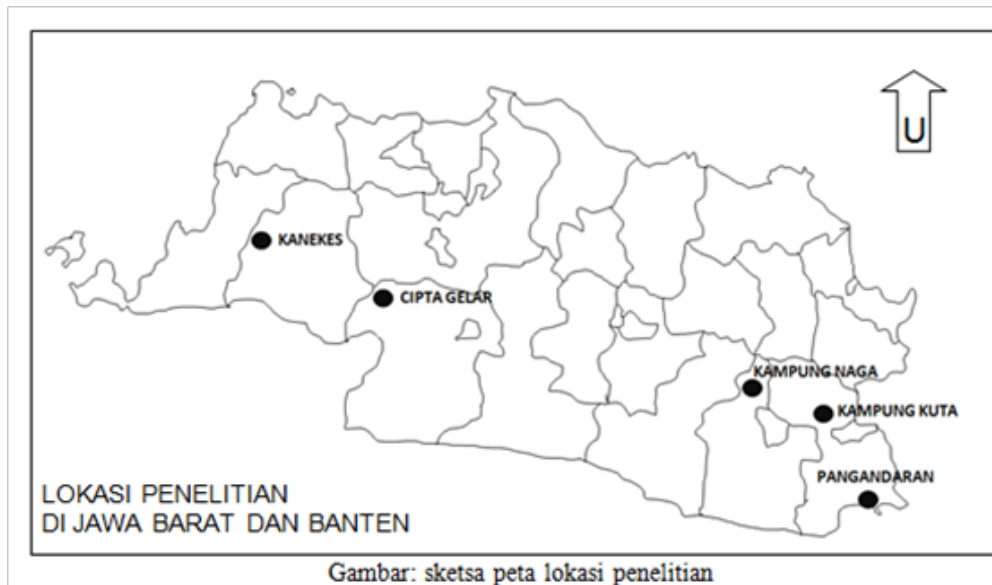 U
KANEKES
CIPTA GELAR
KAMPUNG NAGA
KAMPUNG KUTA
PANGANDARAN
LOKASI PENELITIAN
DI JAWA BARAT DAN BANTEN
Gambar: sketsa peta lokasi penelitian